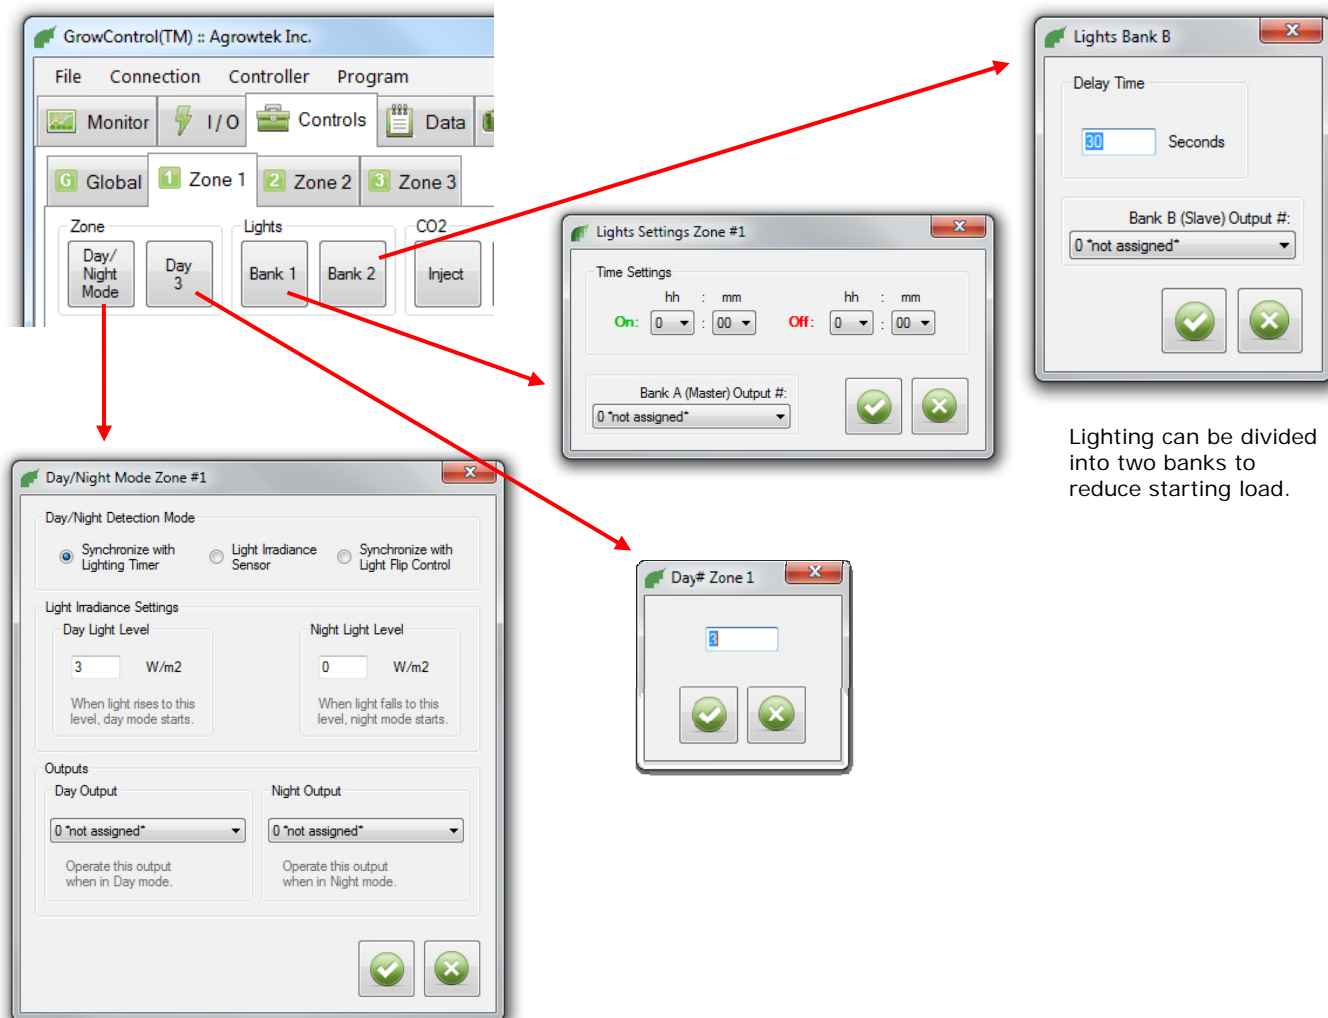 GrowControl(TM) :: Agrowtek Inc.
File Connection Controller Program
Monitor I / O Controls Data
G Global 1 Zone 1 2 Zone 2 3 Zone 3
Zone Lights CO2
Day/
Night
Mode
Day
3
Bank 1 Bank 2 Inject
Lights Bank B
Delay Time
30 Seconds
Bank B (Slave) Output #:
0 *not assigned*
Lighting can be divided
into two banks to
reduce starting load.
Lights Settings Zone #1
Time Settings
hh : mm hh : mm
On: 0 : 00 Off: 0 : 00
Bank A (Master) Output #:
0 *not assigned*
Day/Night Mode Zone #1
Day/Night Detection Mode
Synchronize with
Lighting Timer
Light Irradiance
Sensor
Synchronize with
Light Flip Control
Light Irradiance Settings
Day Light Level
3 W/m2
When light rises to this
level, day mode starts.
Night Light Level
0 W/m2
When light falls to this
level, night mode starts.
Outputs
Day Output
0 *not assigned*
Operate this output
when in Day mode.
Night Output
0 *not assigned*
Operate this output
when in Night mode.
Day# Zone 1
3